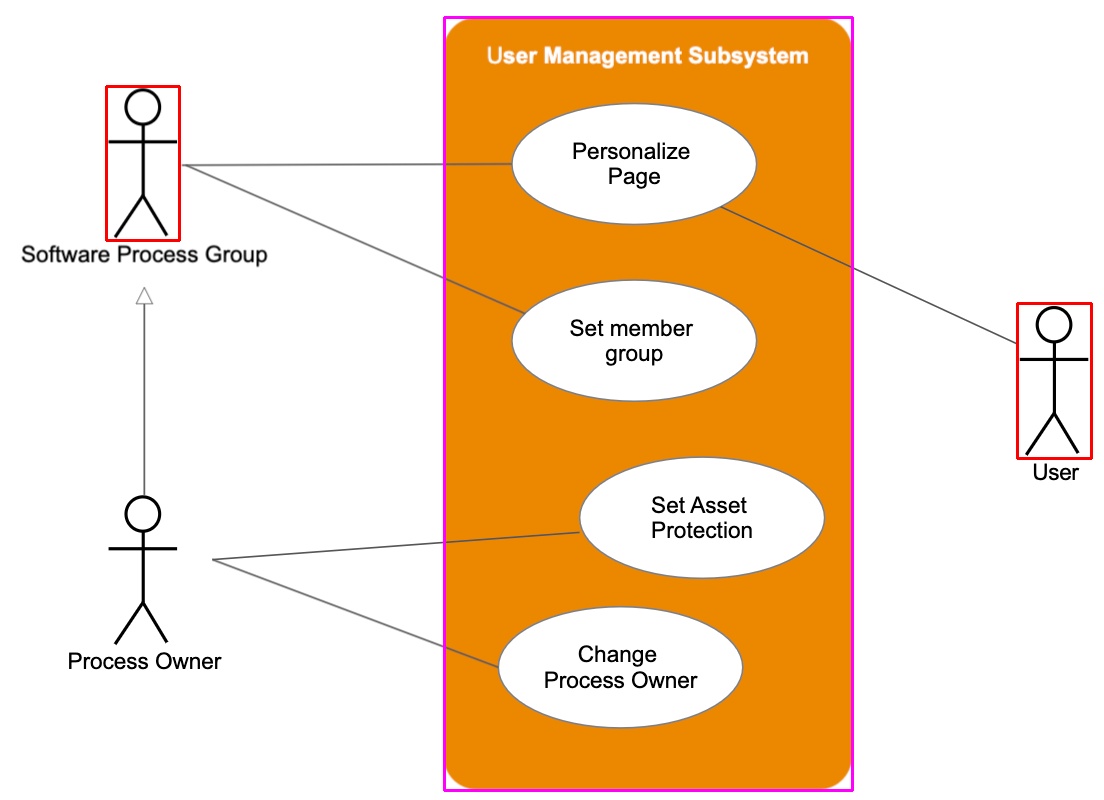 User Management Subsystem
Personalize
Page
Software Process Group
Set member
group
User
Set Asset
Protection
Change
Process Owner
Process Owner